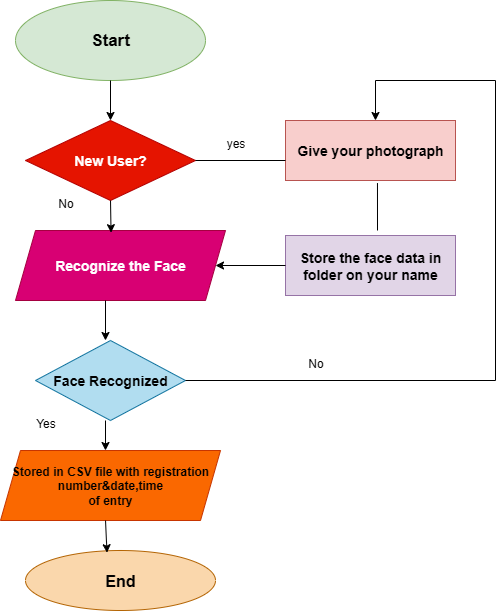 Start
New User?
yes
Give your photograph
No
Recognize the Face
Store the face data in
folder on your name
Face Recognized
No
Yes
Stored in CSV file with registration
number&date,time
of entry
End